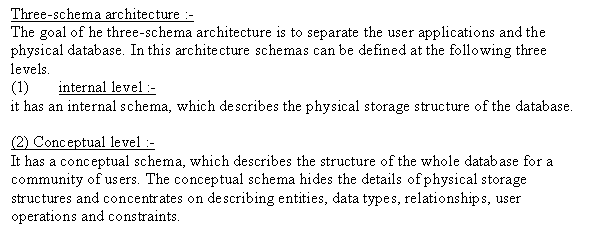 Three-schema architecture :-
The goal of he three-schema architecture is to separate the user applications and the
physical database. In this architecture schemas can be defined at the following three
levels.
(1) internal level :-
it has an internal schema, which describes the physical storage structure of the database.
(2) Conceptual level :-
It has a conceptual schema, which describes the structure of the whole database for a
community of users. The conceptual schema hides the details of physical storage
structures and concentrates on describing entities, data types, relationships, user
operations and constraints.